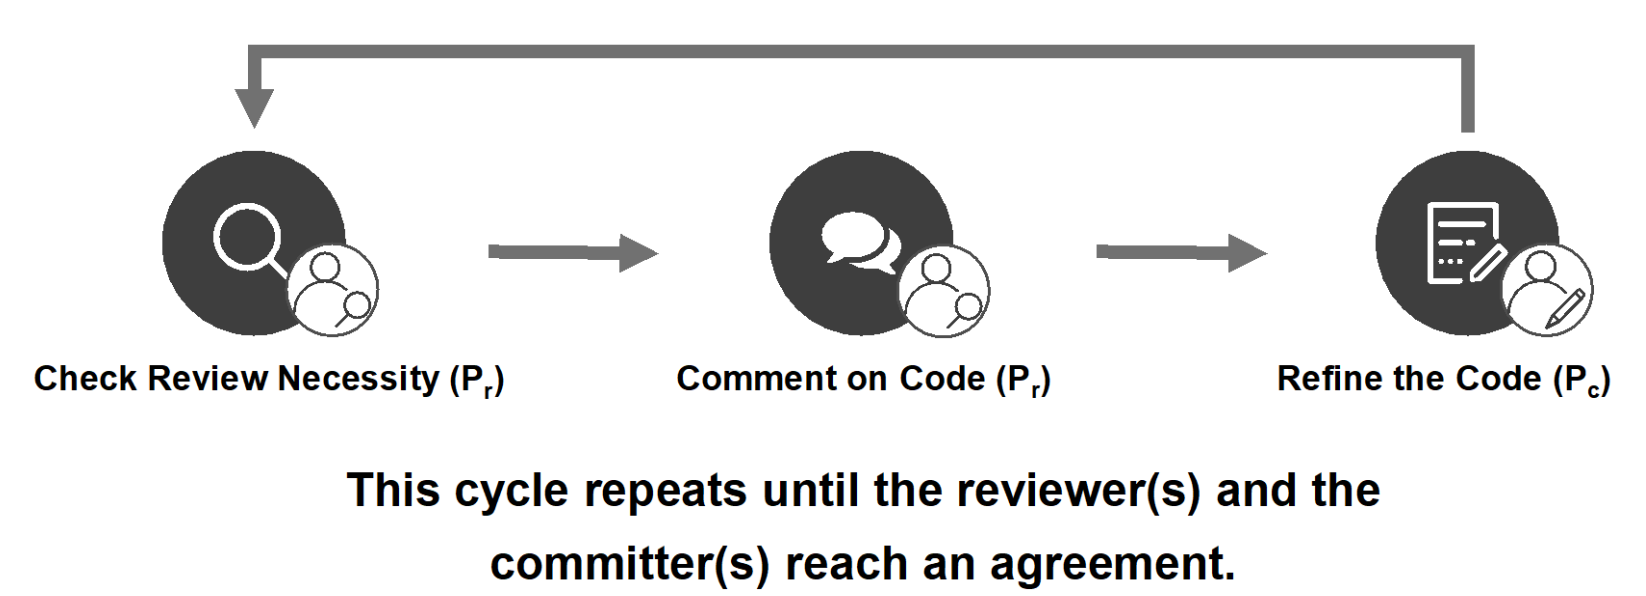 Check Review Necessity (Pr)
Comment on Code (Pr)
Refine the Code (Pc)
This cycle repeats until the reviewer(s) and the
committer(s) reach an agreement.